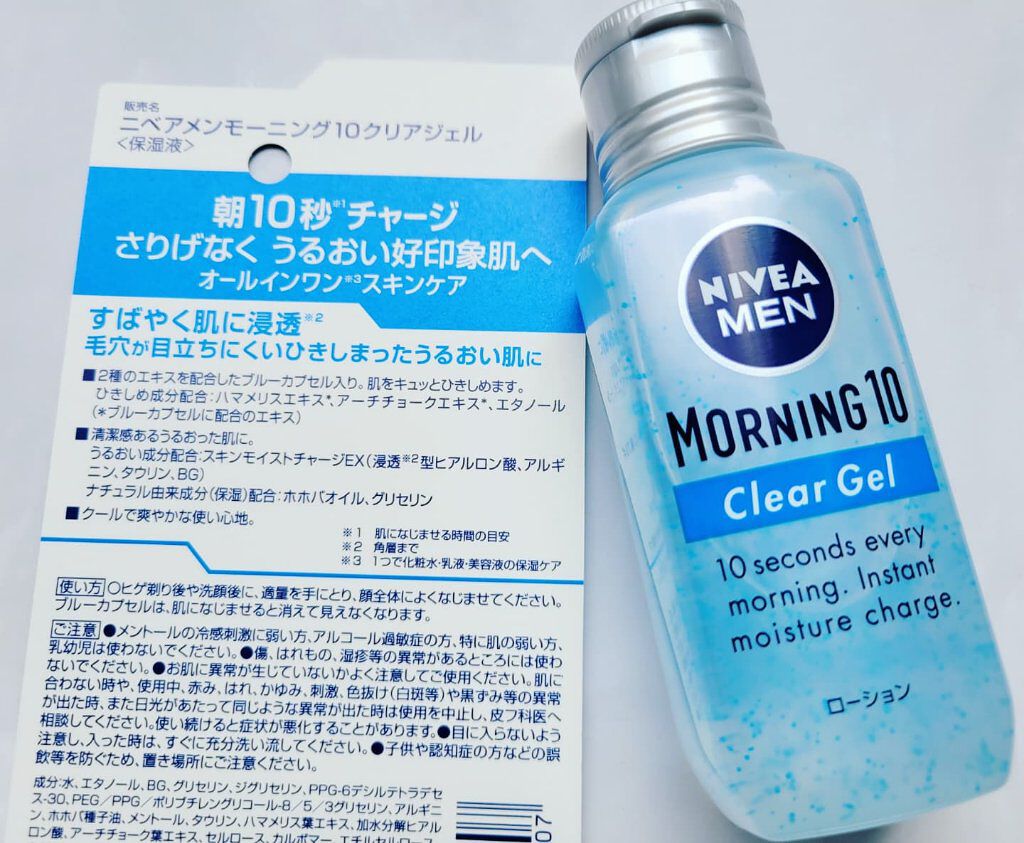 販売名
ニベアメンモーニング10クリアジェル
<保湿液>
朝10秒※1チャージ
さりげなく うるおい好印象肌へ
オールインワン※3スキンケア
すばやく肌に浸透※2
毛穴が目立ちにくいひきしまったうるおい肌に
■2種のエキスを配合したブルーカプセル入り。肌をキュッとひきしめます。
ひきしめ成分配合:ハマメリスエキス*、アーチチョークエキス*、エタノール
(*ブルーカプセルに配合のエキス)
■清潔感あるうるおった肌に。
うるおい成分配合:スキンモイストチャージEX(浸透※2型ヒアルロン酸、アルギ
ニン、タウリン、BG)
ナチュラル由来成分(保湿)配合:ホホバオイル、グリセリン
■クールで爽やかな使い心地。
※1 肌になじませる時間の目安
※2 角層まで
※3 1つで化粧水・乳液・美容液の保湿ケア
使い方 ○ヒゲ剃り後や洗顔後に、適量を手にとり、顔全体によくなじませてください。
ブルーカプセルは、肌になじませると消えて見えなくなります。
ご注意 ●メントールの冷感刺激に弱い方、アルコール過敏症の方、特に肌の弱い方、
乳幼児は使わないでください。●傷、はれもの、湿疹等の異常があるところには使わ
ないでください。●お肌に異常が生じていないかよく注意してご使用ください。肌に
合わない時や、使用中、赤み、はれ、かゆみ、刺激、色抜け(白斑等)や黒ずみ等の異常
が出た時、また日光があたって同じような異常が出た時は使用を中止し、皮フ科医へ
相談してください。使い続けると症状が悪化することがあります。●目に入らないよう
注意し、入った時は、すぐに充分洗い流してください。●子供や認知症の方などの誤
飲等を防ぐため、置き場所にご注意ください。
成分:水、エタノール、BG、グリセリン、ジグリセリン、PPG-6デシルテトラデセ
ス-30、PEG/PPG/ポリブチレングリコール-8/5/3グリセリン、アルギニ
ン、ホホバ種子油、メントール、タウリン、ハマメリス葉エキス、加水分解ヒアル
ロン酸、アーチチョーク葉エキス、セルロース、カルボマー、エチルセルロース
07
NIVEA
MEN
MORNING 10
Clear Gel
10 seconds every
morning. Instant
moisture charge.
ローション